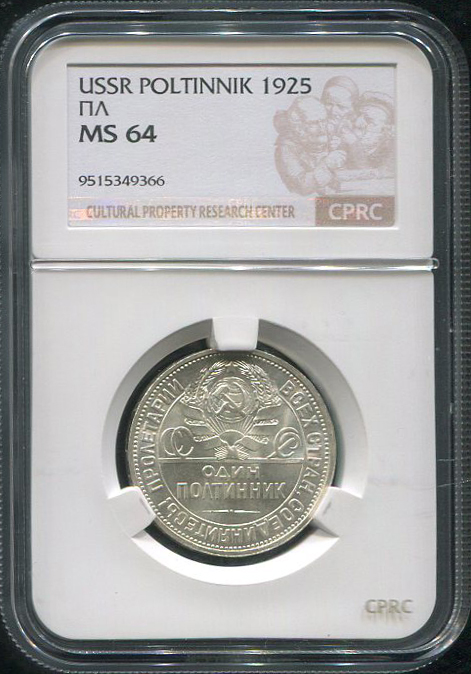 USSR POLTINNIK 1925
ПЛ
MS 64
9515349366
CULTURAL PROPERTY RESEARCH CENTER
CPRC
ПРОЛЕТАРИИ ВСЕХ СТРАН, СОЕДИНЯЙТЕСЬ!
ОДИН
ПОЛТИННИК
CPRC